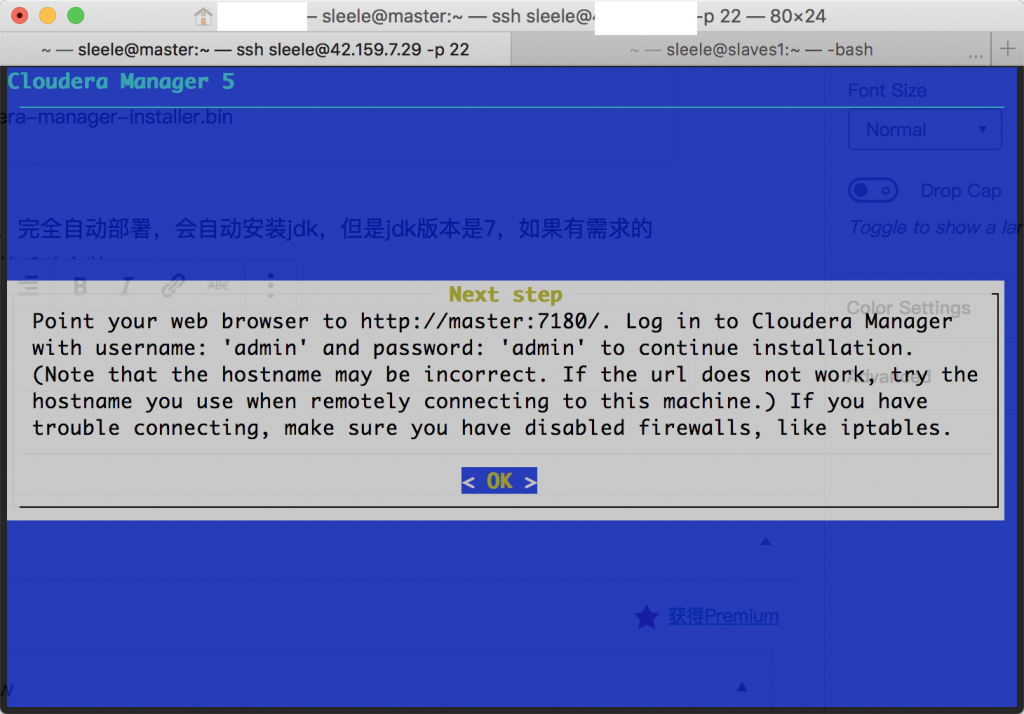 — sleele@master:~ — ssh sleele@ -p 22 — 80×24
~ — sleele@master:~ — ssh sleele@42.159.7.29 -p 22
~ — sleele@slaves1:~ — -bash
Cloudera Manager 5
Font Size
era-manager-installer.bin
Normal
Drop Cap
完全自动部署，会自动安装jdk，但是jdk版本是7，如果有需求的
Toggle to show a lar
B I ABC
Next step
Color Settings
Point your web browser to http://master:7180/. Log in to Cloudera Manager
with username: 'admin' and password: 'admin' to continue installation.
Advanced
(Note that the hostname may be incorrect. If the url does not work, try the
hostname you use when remotely connecting to this machine.) If you have
trouble connecting, make sure you have disabled firewalls, like iptables.
< OK >
获得Premium
w